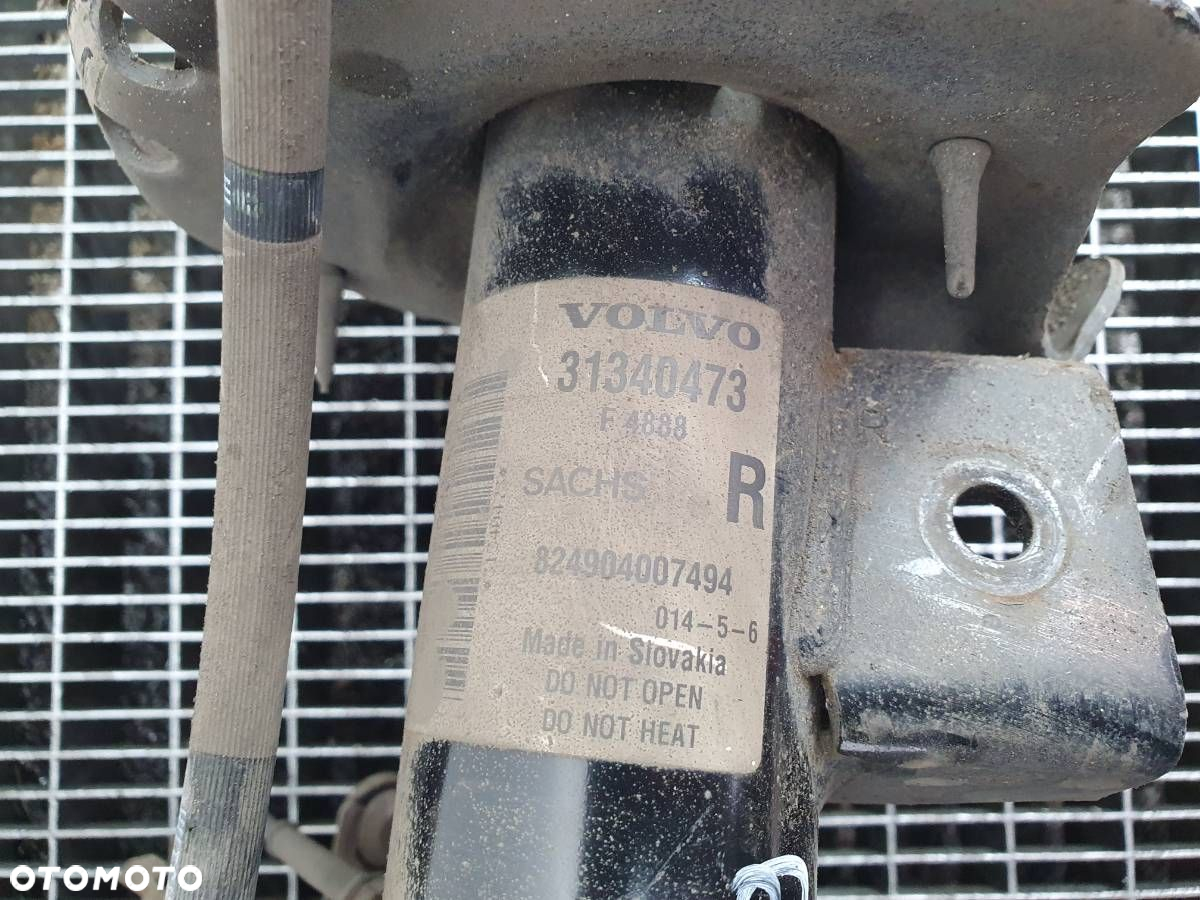 VOLVO
31340473
F 4888
SACHS
R
824904007494
014-5-6
Made in Slovakia
DO NOT OPEN
DO NOT HEAT
OTOMOTO